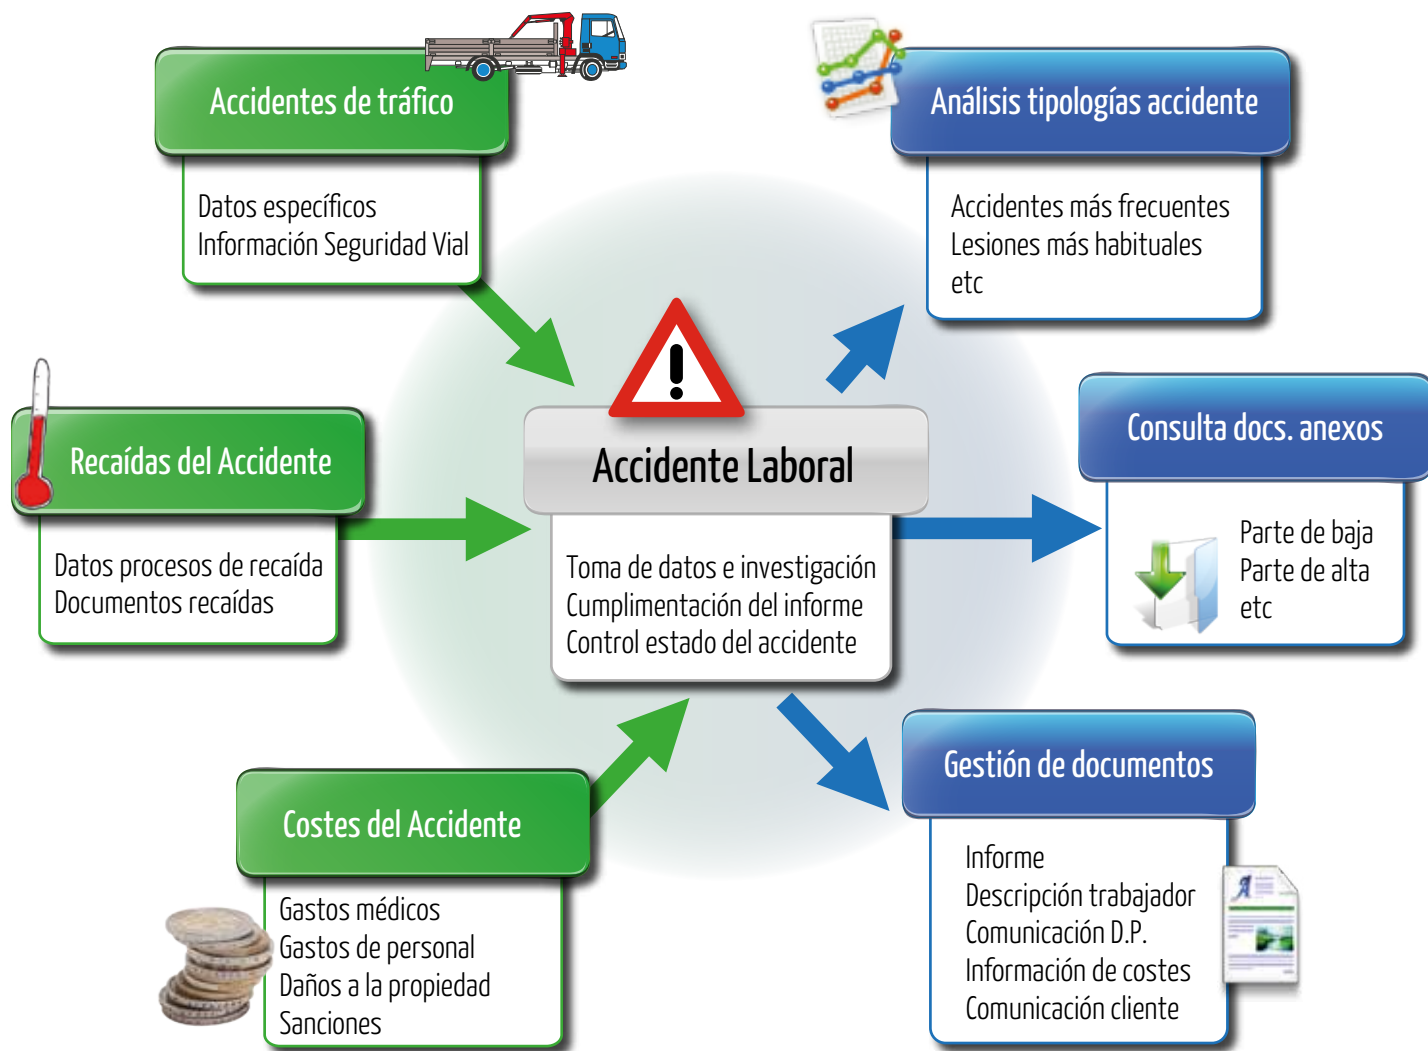 Accidentes de tráfico
Datos específicos
Información Seguridad Vial
Análisis tipologías accidente
Accidentes más frecuentes
Lesiones más habituales
etc
Recaídas del Accidente
Datos procesos de recaída
Documentos recaídas
Accidente Laboral
Toma de datos e investigación
Cumplimentación del informe
Control estado del accidente
Consulta docs. anexos
Parte de baja
Parte de alta
etc
Costes del Accidente
Gastos médicos
Gastos de personal
Daños a la propiedad
Sanciones
Gestión de documentos
Informe
Descripción trabajador
Comunicación D.P.
Información de costes
Comunicación cliente